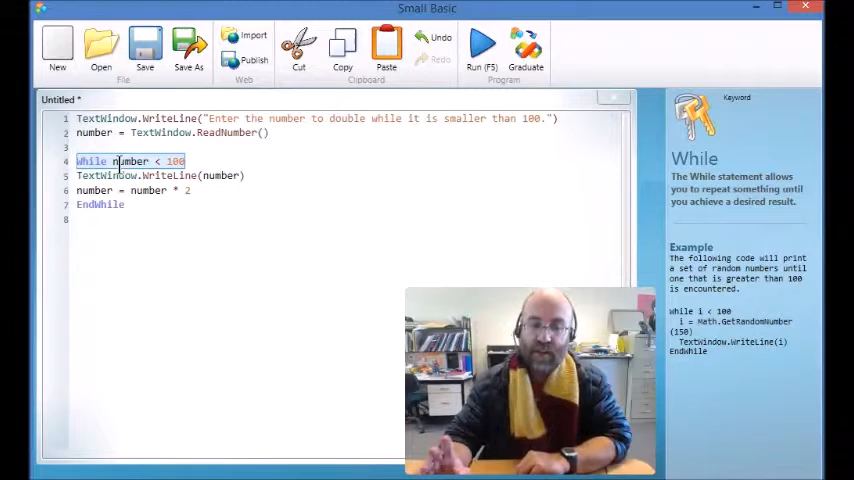 Small Basic
New
Open
Save
Save As
Import
Publish
Cut
Copy
Paste
Undo
Redo
Run (F5)
Graduate
File
Web
Clipboard
Program
Untitled *
1 TextWindow.WriteLine("Enter the number to double while it is smaller than 100.")
2 number = TextWindow.ReadNumber()
3
4 While number < 100
5 TextWindow.WriteLine(number)
6 number = number * 2
7 EndWhile
8
Keyword
While
The While statement allows
you to repeat something until
you achieve a desired result.
Example
The following code will print
a set of random numbers until
one that is greater than 100
is encountered.
While i < 100
i = Math.GetRandomNumber
(150)
TextWindow.WriteLine(i)
EndWhile